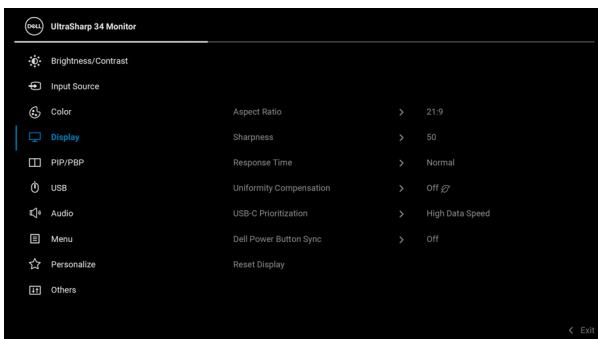 DELL UltraSharp 34 Monitor
Brightness/Contrast
Input Source
Color Aspect Ratio > 21:9
Display Sharpness > 50
PIP/PBP Response Time > Normal
USB Uniformity Compensation > Off
Audio USB-C Prioritization > High Data Speed
Menu Dell Power Button Sync > Off
Personalize Reset Display
Others
< Exit